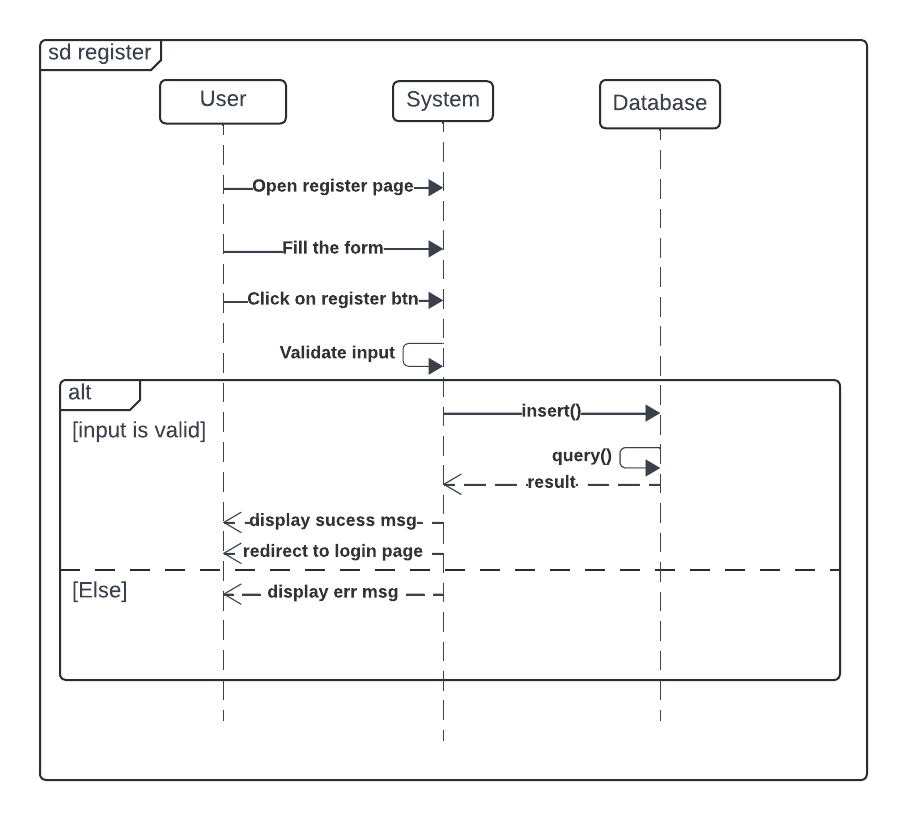 sd register
User
System
Database
Open register page
Fill the form
Click on register btn
Validate input
alt
[input is valid]
insert()
query()
result
display sucess msg
redirect to login page
[Else]
display err msg